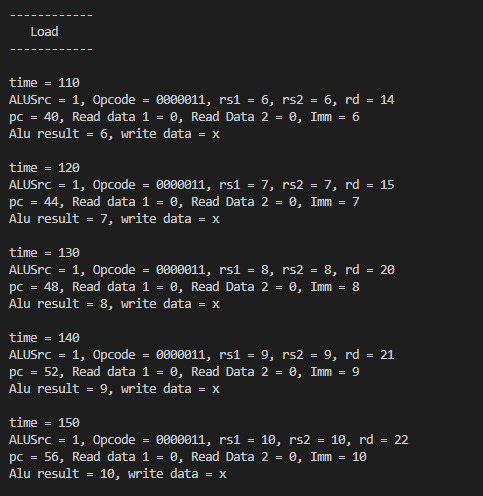 ------------
Load
------------
time = 110
ALUSrc = 1, Opcode = 0000011, rs1 = 6, rs2 = 6, rd = 14
pc = 40, Read data 1 = 0, Read Data 2 = 0, Imm = 6
Alu result = 6, write data = x
time = 120
ALUSrc = 1, Opcode = 0000011, rs1 = 7, rs2 = 7, rd = 15
pc = 44, Read data 1 = 0, Read Data 2 = 0, Imm = 7
Alu result = 7, write data = x
time = 130
ALUSrc = 1, Opcode = 0000011, rs1 = 8, rs2 = 8, rd = 20
pc = 48, Read data 1 = 0, Read Data 2 = 0, Imm = 8
Alu result = 8, write data = x
time = 140
ALUSrc = 1, Opcode = 0000011, rs1 = 9, rs2 = 9, rd = 21
pc = 52, Read data 1 = 0, Read Data 2 = 0, Imm = 9
Alu result = 9, write data = x
time = 150
ALUSrc = 1, Opcode = 0000011, rs1 = 10, rs2 = 10, rd = 22
pc = 56, Read data 1 = 0, Read Data 2 = 0, Imm = 10
Alu result = 10, write data = x